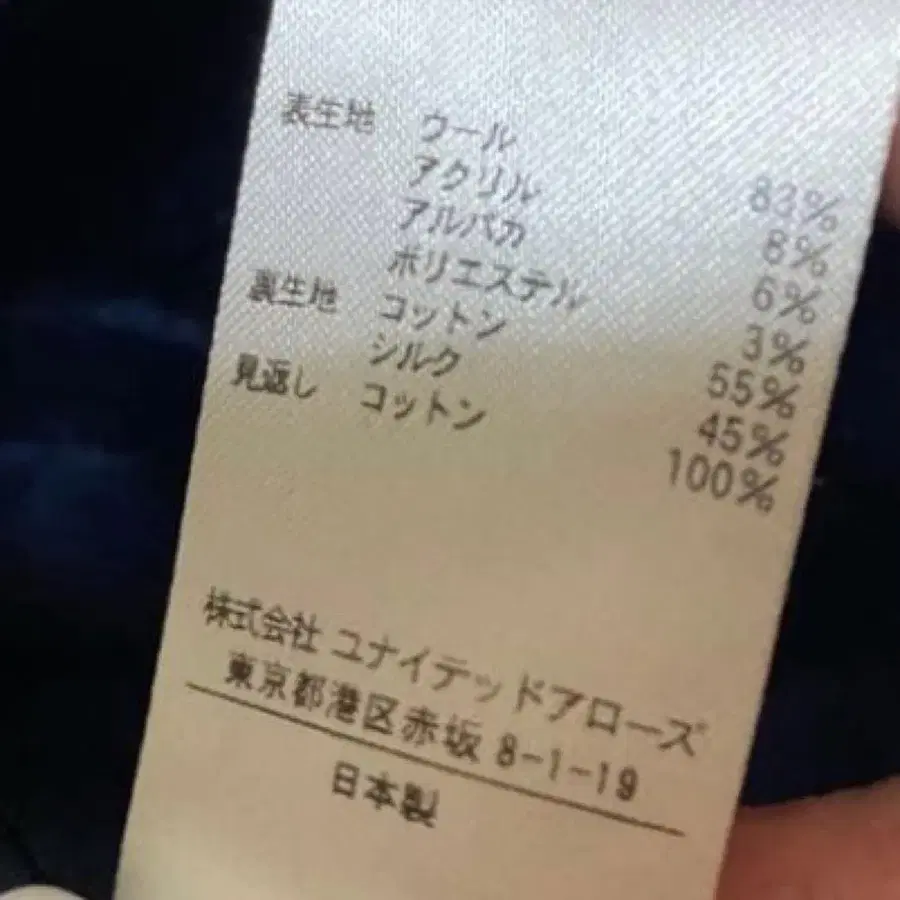 表生地 ウール 83%
アクリル 8%
アルパカ 6%
ポリエステル 3%
裏生地 コットン 55%
シルク 45%
見返し コットン 100%
株式会社 ユナイテッドアローズ
東京都港区赤坂 8-1-19
日本製